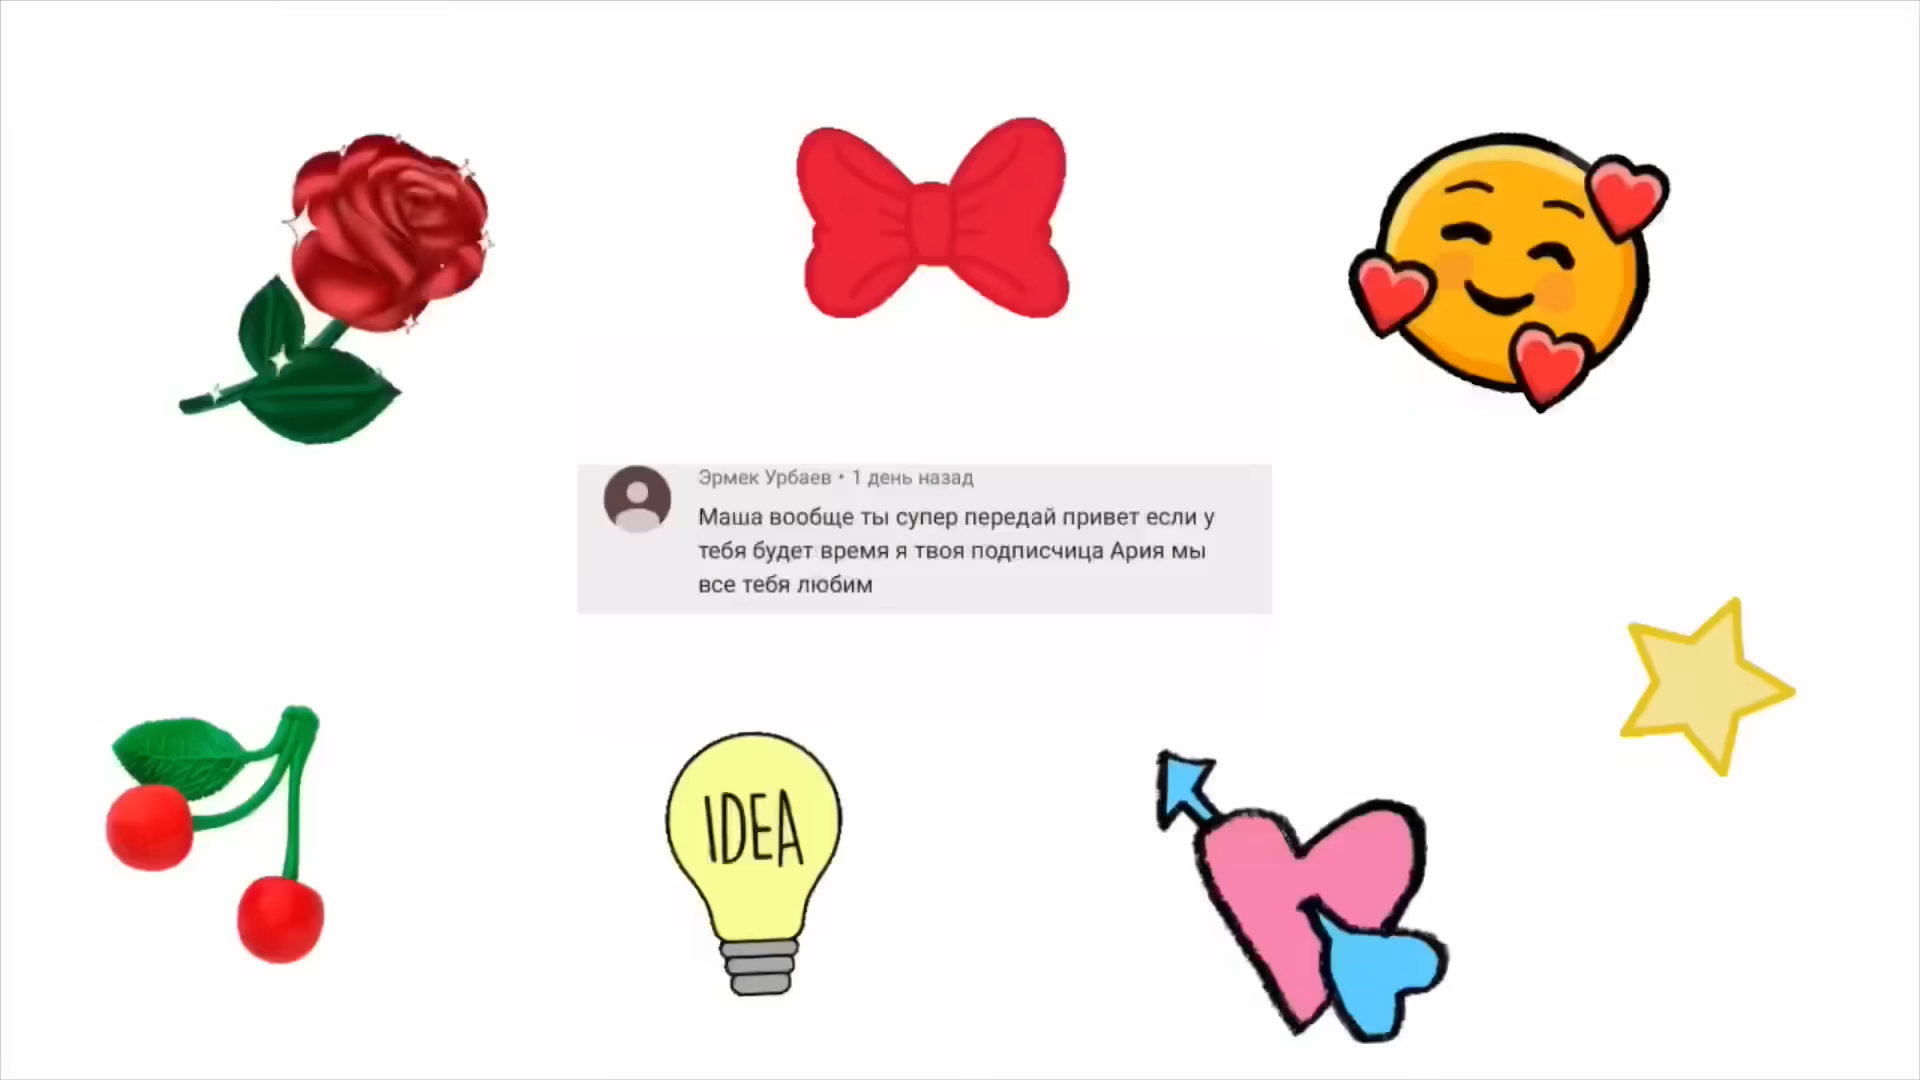 Эрмек Урбаев • 1 день назад
Маша вообще ты супер передай привет если у
тебя будет время я твоя подписчица Ария мы
все тебя любим
IDEA